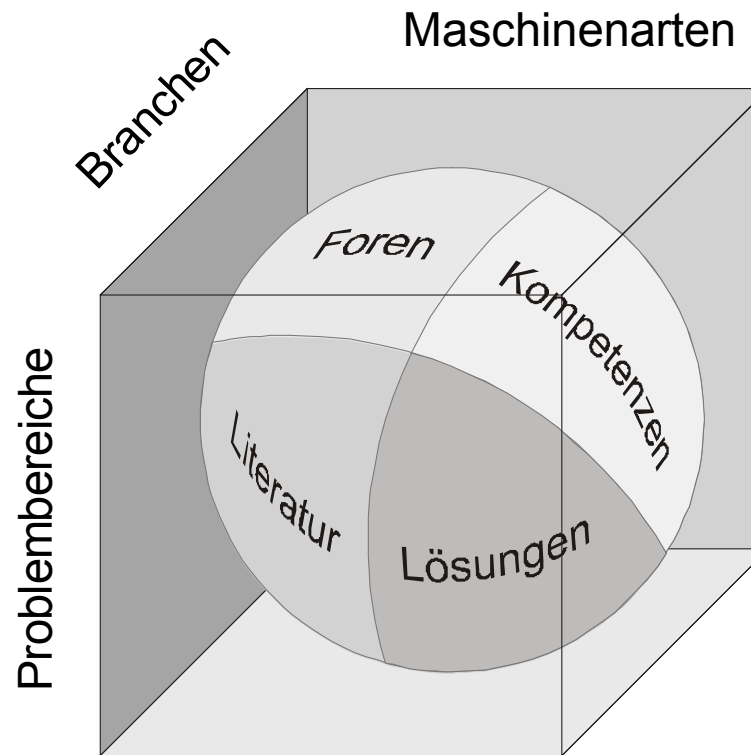 Maschinenarten
Branchen
Foren
Kompetenzen
Problembereiche
Literatur
Lösungen